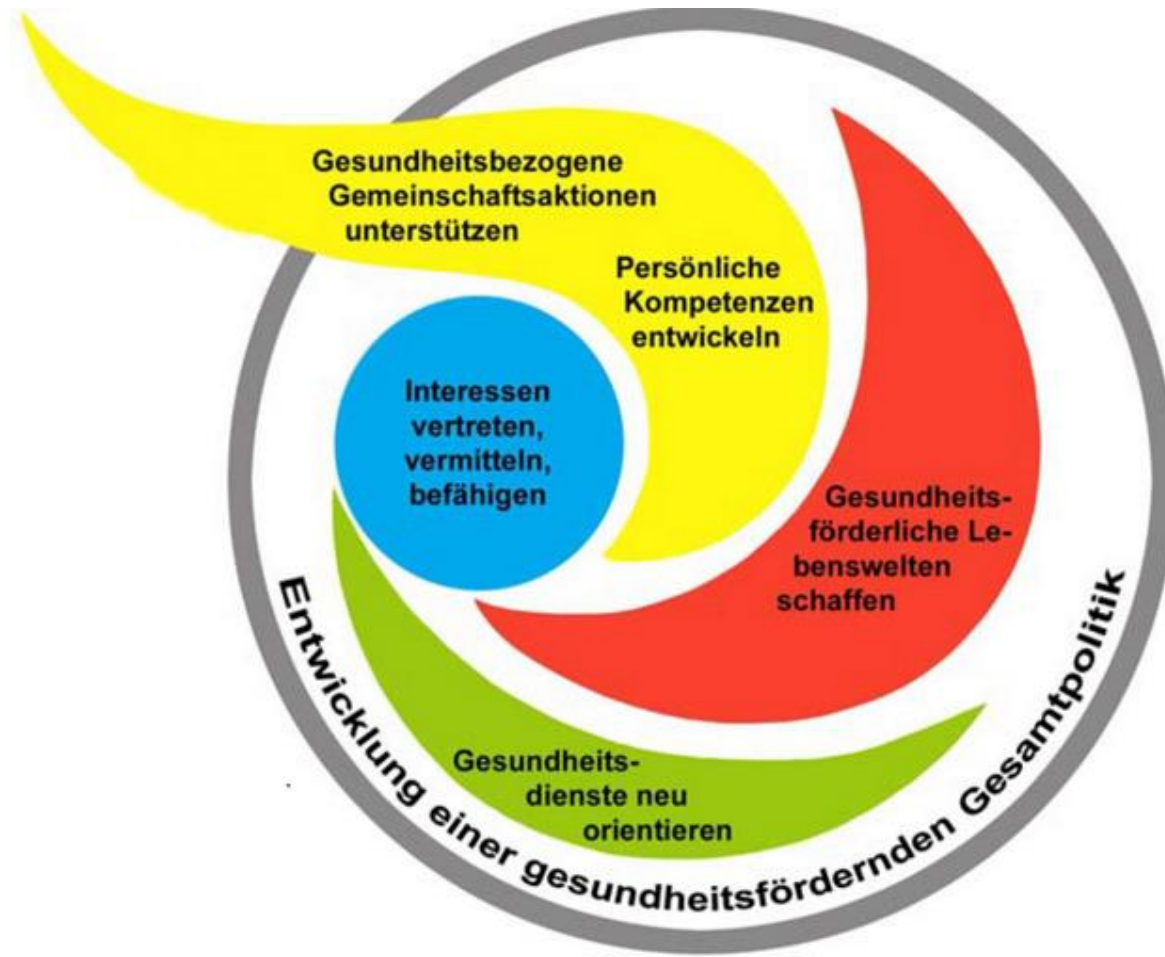 Gesundheitsbezogene
Gemeinschaftsaktionen
unterstützen
Persönliche
Kompetenzen
entwickeln
Interessen
vertreten,
vermitteln,
befähigen
Gesundheits-
förderliche Le-
benswelten
schaffen
Gesundheits-
dienste neu
orientieren
Entwicklung einer gesundheitsfördernden Gesamtpolitik